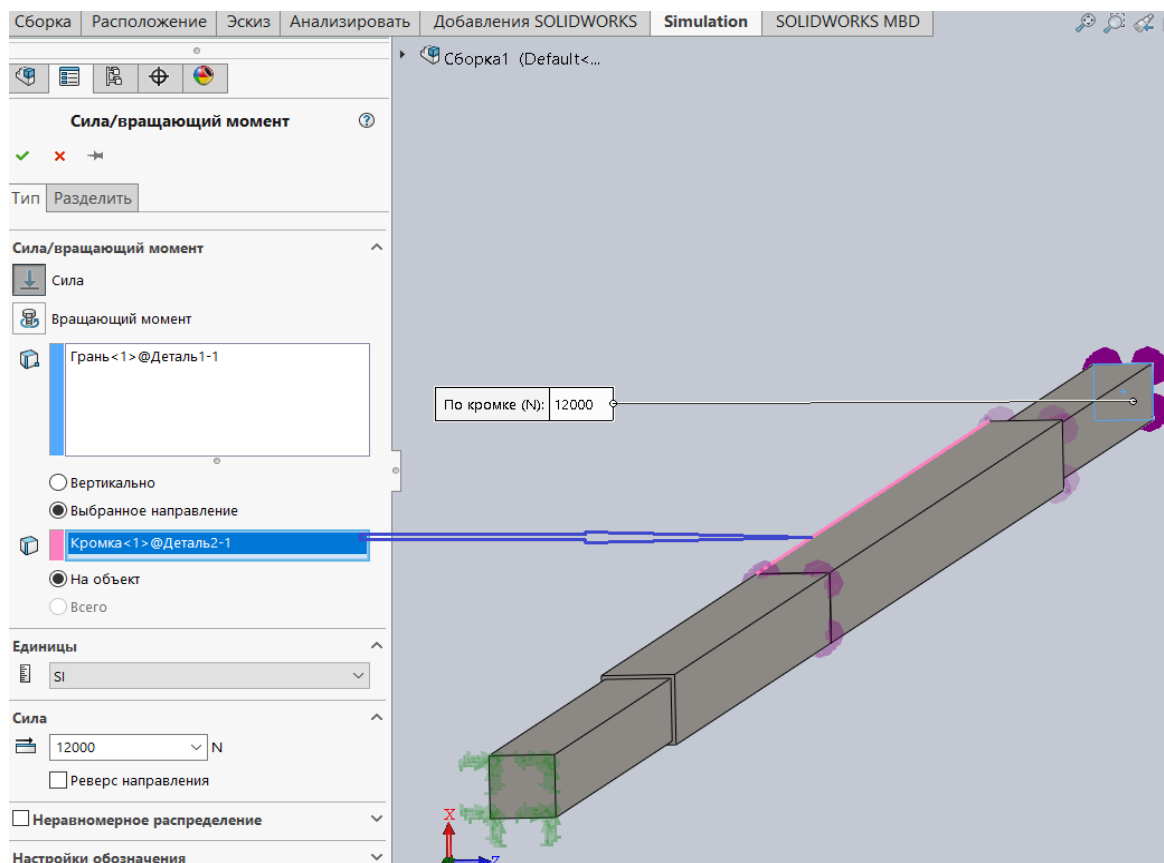 Сборка Расположение Эскиз Анализировать Добавления SOLIDWORKS Simulation SOLIDWORKS MBD
Сборка1 (Default<...
Сила/вращающий момент
Тип Разделить
Сила/вращающий момент
Сила
Вращающий момент
Грань<1>@Деталь1-1
По кромке (N): 12000
Вертикально
Выбранное направление
Кромка<1>@Деталь2-1
На объект
Всего
Единицы
SI
Сила
12000 N
Реверс направления
Неравномерное распределение
Настройки обозначения
X
Z